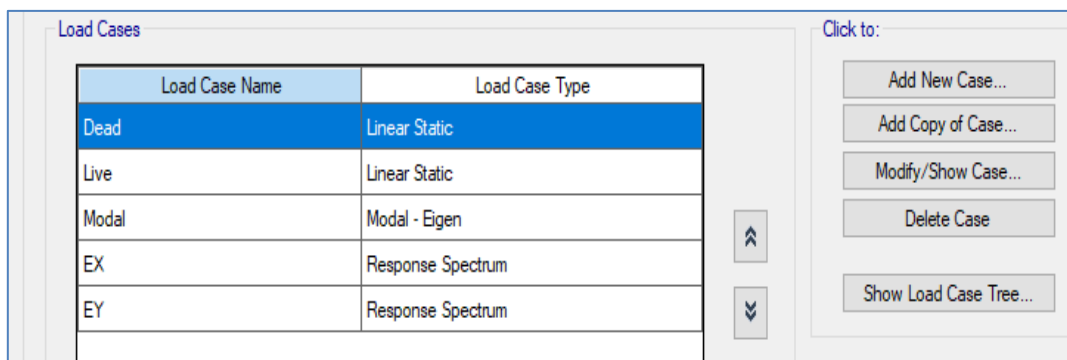 Load Cases
Load Case Name Load Case Type
Dead Linear Static
Live Linear Static
Modal Modal - Eigen
EX Response Spectrum
EY Response Spectrum
Click to:
Add New Case...
Add Copy of Case...
Modify/Show Case...
Delete Case
Show Load Case Tree...